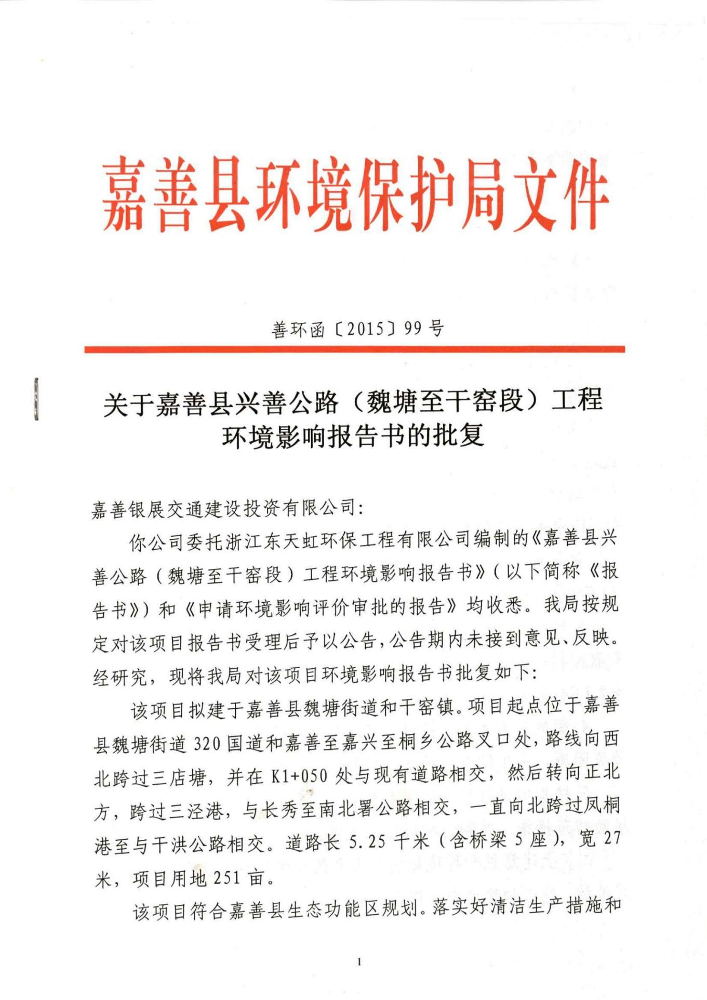 嘉善县环境保护局文件
善环函〔2015〕99号
关于嘉善县兴善公路（魏塘至干窑段）工程
环境影响报告书的批复
嘉善银展交通建设投资有限公司：
你公司委托浙江东天虹环保工程有限公司编制的《嘉善县兴
善公路（魏塘至干窑段）工程环境影响报告书》（以下简称《报
告书》）和《申请环境影响评价审批的报告》均收悉。我局按规
定对该项目报告书受理后予以公告，公告期内未接到意见、反映。
经研究，现将我局对该项目环境影响报告书批复如下：
该项目拟建于嘉善县魏塘街道和干窑镇。项目起点位于嘉善
县魏塘街道 320 国道和嘉善至嘉兴至桐乡公路叉口处，路线向西
北跨过三店塘，并在 K1+050 处与现有道路相交，然后转向正北
方，跨过三泾港，与长秀至南北署公路相交，一直向北跨过凤桐
港至与干洪公路相交。道路长 5.25 千米（含桥梁 5 座），宽 27
米，项目用地 251 亩。
该项目符合嘉善县生态功能区规划。落实好清洁生产措施和
1